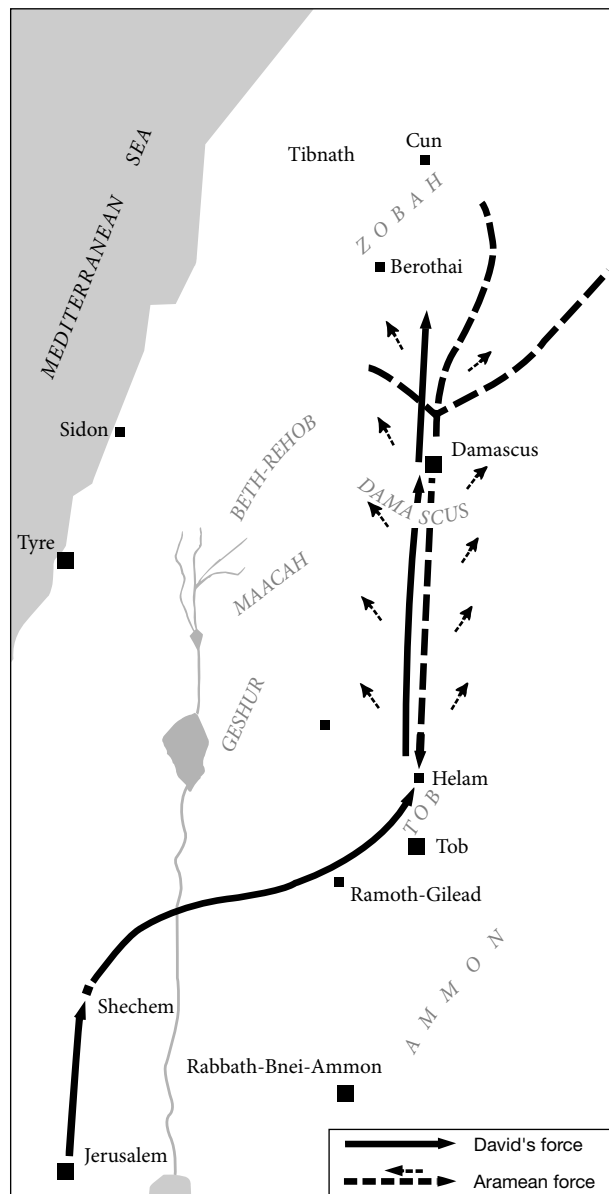 MEDITERRANEAN SEA
Cun
Tibnath
ZOBAH
Berothai
Sidon
BETH-REHOB
Damascus
DAMASCUS
Tyre
MAACAH
GESHUR
Helam
TOB
Tob
Ramoth-Gilead
AMMON
Shechem
Rabbath-Bnei-Ammon
Jerusalem
David's force
Aramean force